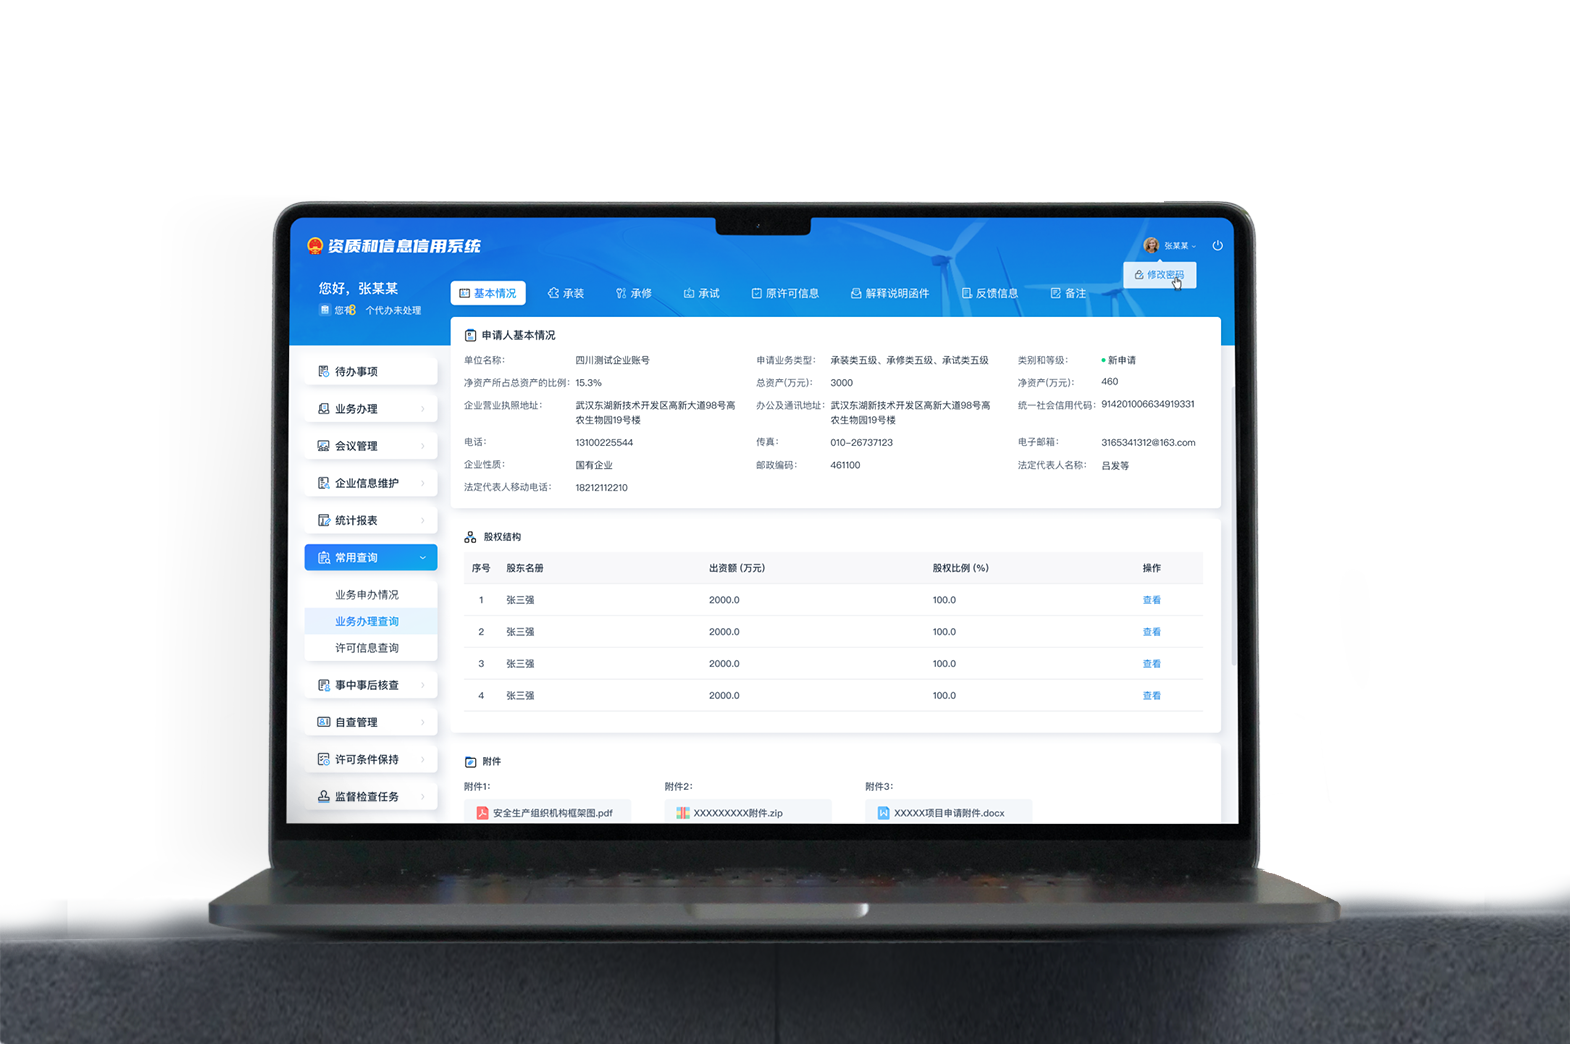 资质和信息信用系统
张某某
修改密码
您好，张某某
您有8 个代办未处理
基本情况 承装 承修 承试 原许可信息 解释说明函件 反馈信息 备注
待办事项
业务办理
会议管理
企业信息维护
统计报表
常用查询
业务申办情况
业务办理查询
许可信息查询
事中事后核查
自查管理
许可条件保持
监督检查任务
申请人基本情况
单位名称: 四川测试企业账号 申请业务类型: 承装类五级、承修类五级、承试类五级 类别和等级: 新申请
净资产所占总资产的比例: 15.3% 总资产(万元): 3000 净资产(万元): 460
企业营业执照地址: 武汉东湖新技术开发区高新大道98号高 办公及通讯地址: 武汉东湖新技术开发区高新大道98号高 统一社会信用代码: 914201006634919331
农生物园19号楼 农生物园19号楼
电话: 13100225544 传真: 010-26737123 电子邮箱: 3165341312@163.com
企业性质: 国有企业 邮政编码: 461100 法定代表人名称: 吕发等
法定代表人移动电话: 18212112210
股权结构
序号 股东名册 出资额 (万元) 股权比例 (%) 操作
1 张三强 2000.0 100.0 查看
2 张三强 2000.0 100.0 查看
3 张三强 2000.0 100.0 查看
4 张三强 2000.0 100.0 查看
附件
附件1: 附件2: 附件3:
安全生产组织机构框架图.pdf XXXXXXXXX附件.zip XXXXX项目申请附件.docx